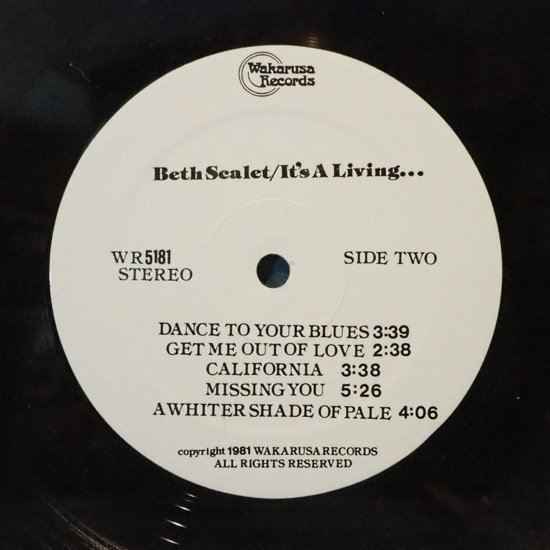 Wakarusa
Records
Beth Scalet/It's A Living...
WR5181
STEREO
SIDE TWO
DANCE TO YOUR BLUES 3:39
GET ME OUT OF LOVE 2:38
CALIFORNIA 3:38
MISSING YOU 5:26
A WHITER SHADE OF PALE 4:06
copyright 1981 WAKARUSA RECORDS
ALL RIGHTS RESERVED